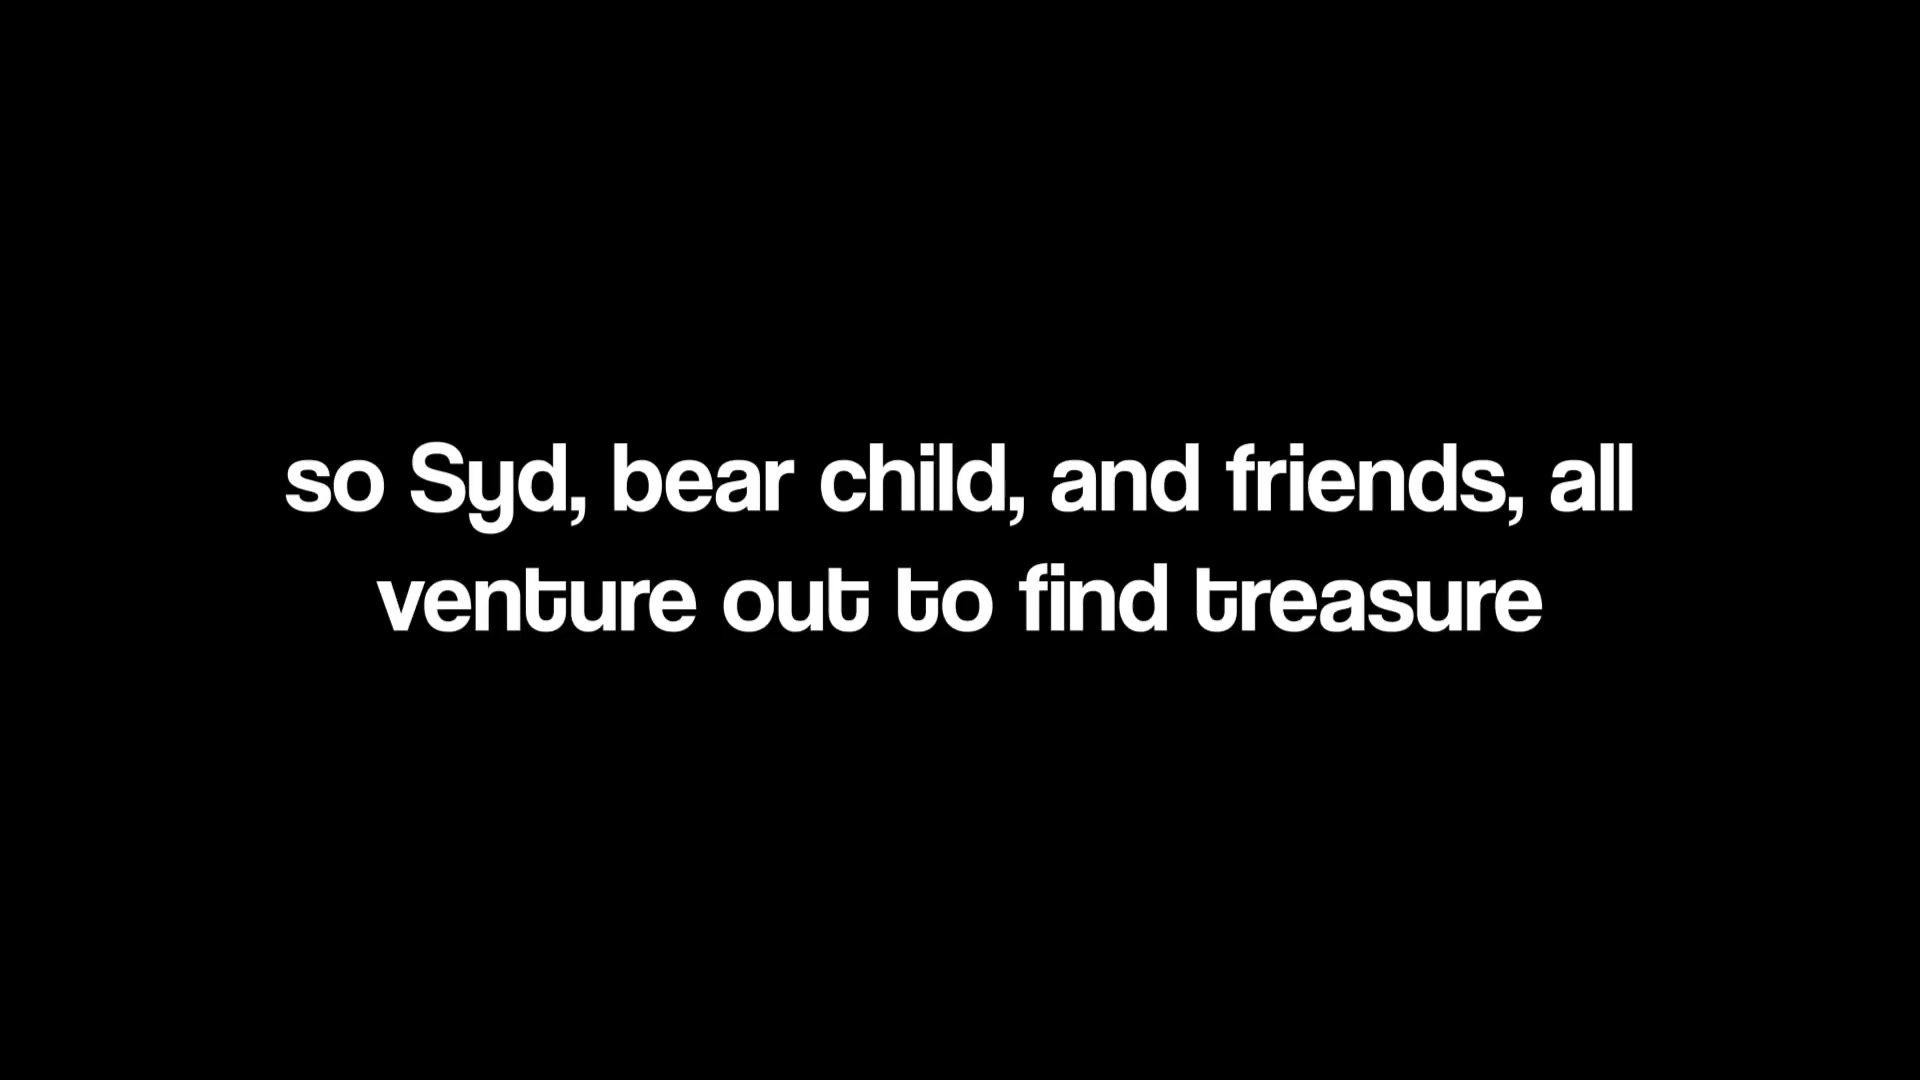 so Syd, bear child, and friends, all
venture out to find treasure